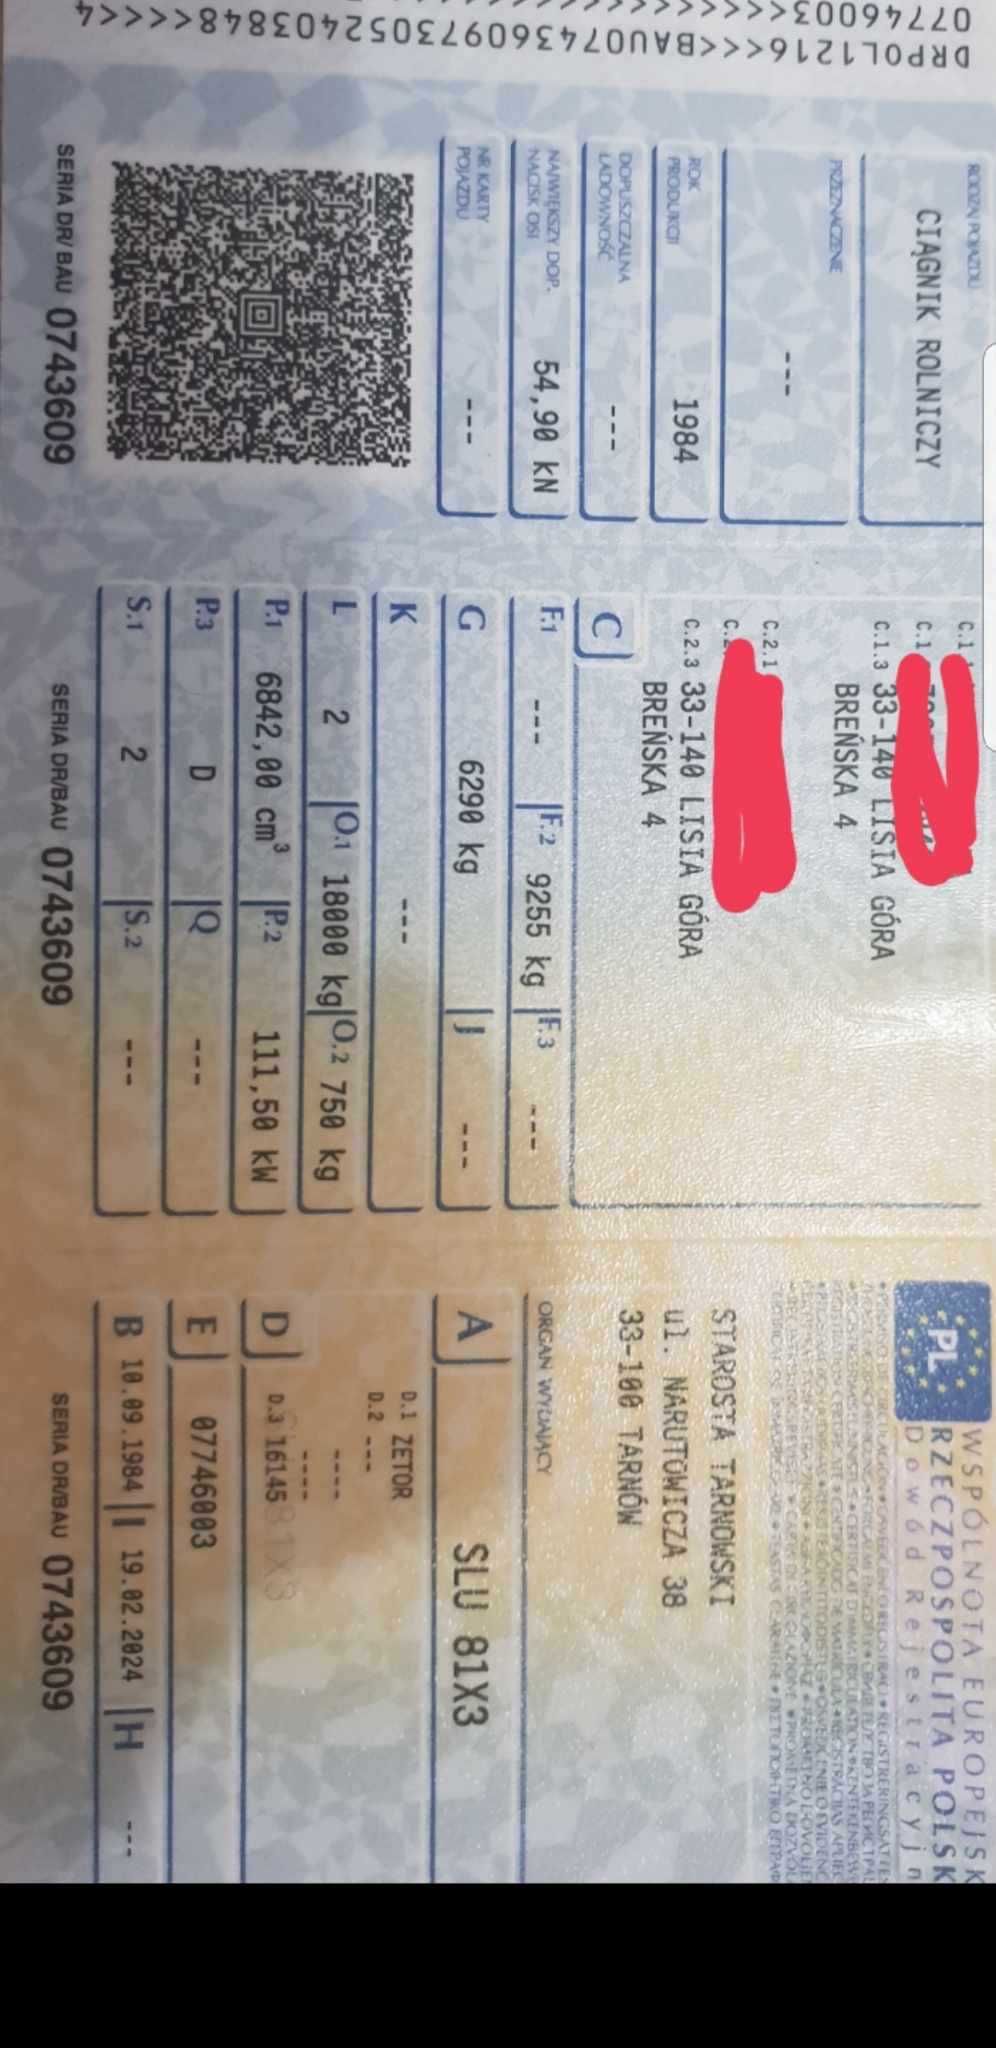 RODZAJ POJAZDU
CIĄGNIK ROLNICZY
PRZEZNACZENIE
---
ROK PRODUKCJI
1984
DOPUSZCZALNA ŁADOWNOŚĆ
---
NAJWIĘKSZY DOP. NACISK OSI
54,90 kN
NR KARTY POJAZDU
---
SERIA DR/BAU 0743609
C.1.1
C.1
C.1.3 33-140 LISIA GÓRA
BREŃSKA 4
C.2.1
C.2.3 33-140 LISIA GÓRA
BREŃSKA 4
C
F.1 --- F.2 9255 kg F.3 ---
G 6290 kg J ---
K ---
L 2 O.1 18000 kg O.2 750 kg
P.1 6842,00 cm³ P.2 111,50 kW
P.3 D Q ---
S.1 2 S.2 ---
SERIA DR/BAU 0743609
WSPÓLNOTA EUROPEJSK
PL RZECZPOSPOLITA POLSK
Dowód Rejestracyjn
STAROSTA TARNOWSKI
ul. NARUTOWICZA 38
33-100 TARNÓW
ORGAN WYDAJĄCY
A SLU 81X3
D.1 ZETOR
D.2 ---
----
----
D D.3 16145
E 07746003
B 10.09.1984 I 19.02.2024 H ---
SERIA DR/BAU 0743609
DRPOL1216<<<BAU074360973052403848<<<<4
07746003<<<<<<<<